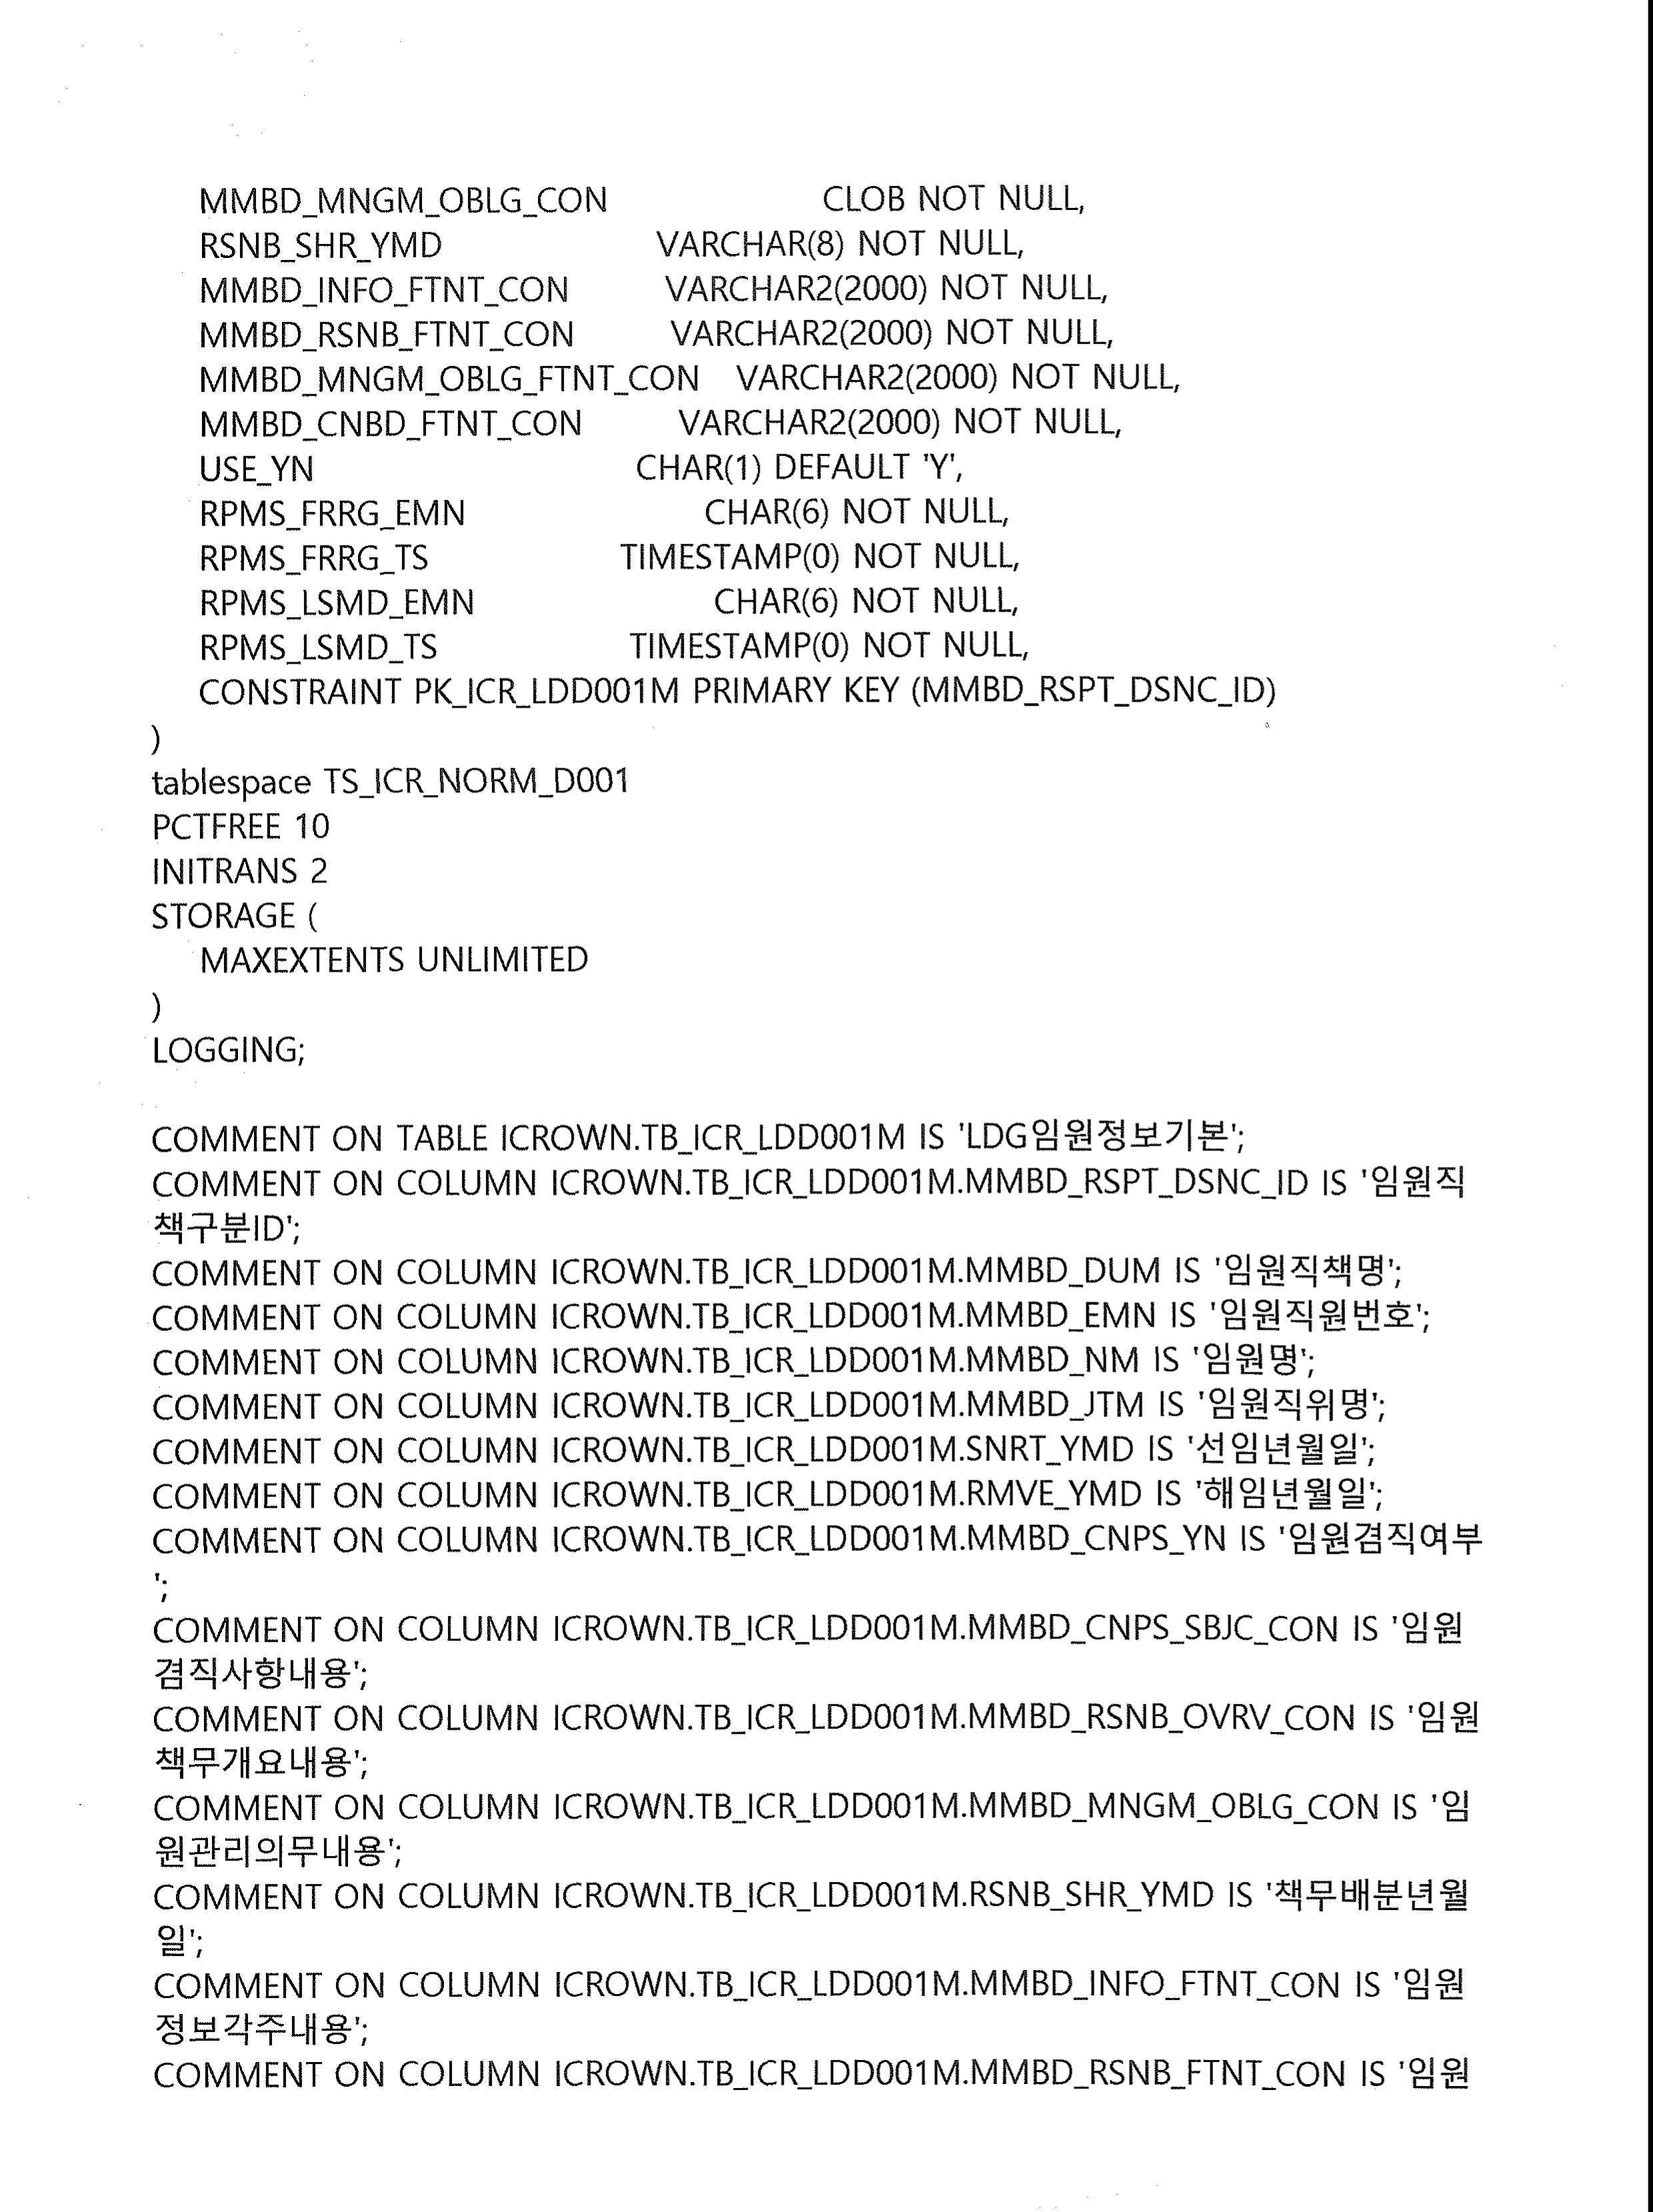 MMBD_MNGM_OBLG_CON CLOB NOT NULL,
RSNB_SHR_YMD VARCHAR(8) NOT NULL,
MMBD_INFO_FTNT_CON VARCHAR2(2000) NOT NULL,
MMBD_RSNB_FTNT_CON VARCHAR2(2000) NOT NULL,
MMBD_MNGM_OBLG_FTNT_CON VARCHAR2(2000) NOT NULL,
MMBD_CNBD_FTNT_CON VARCHAR2(2000) NOT NULL,
USE_YN CHAR(1) DEFAULT 'Y',
RPMS_FRRG_EMN CHAR(6) NOT NULL,
RPMS_FRRG_TS TIMESTAMP(0) NOT NULL,
RPMS_LSMD_EMN CHAR(6) NOT NULL,
RPMS_LSMD_TS TIMESTAMP(0) NOT NULL,
CONSTRAINT PK_ICR_LDD001M PRIMARY KEY (MMBD_RSPT_DSNC_ID)
)
tablespace TS_ICR_NORM_D001
PCTFREE 10
INITRANS 2
STORAGE (
MAXEXTENTS UNLIMITED
)
LOGGING;
COMMENT ON TABLE ICROWN.TB_ICR_LDD001M IS 'LDG임원정보기본';
COMMENT ON COLUMN ICROWN.TB_ICR_LDD001M.MMBD_RSPT_DSNC_ID IS '임원직
책구분ID';
COMMENT ON COLUMN ICROWN.TB_ICR_LDD001M.MMBD_DUM IS '임원직책명';
COMMENT ON COLUMN ICROWN.TB_ICR_LDD001M.MMBD_EMN IS '임원직원번호';
COMMENT ON COLUMN ICROWN.TB_ICR_LDD001M.MMBD_NM IS '임원명';
COMMENT ON COLUMN ICROWN.TB_ICR_LDD001M.MMBD_JTM IS '임원직위명';
COMMENT ON COLUMN ICROWN.TB_ICR_LDD001M.SNRT_YMD IS '선임년월일';
COMMENT ON COLUMN ICROWN.TB_ICR_LDD001M.RMVE_YMD IS '해임년월일';
COMMENT ON COLUMN ICROWN.TB_ICR_LDD001M.MMBD_CNPS_YN IS '임원겸직여부
';
COMMENT ON COLUMN ICROWN.TB_ICR_LDD001M.MMBD_CNPS_SBJC_CON IS '임원
겸직사항내용';
COMMENT ON COLUMN ICROWN.TB_ICR_LDD001M.MMBD_RSNB_OVRV_CON IS '임원
책무개요내용';
COMMENT ON COLUMN ICROWN.TB_ICR_LDD001M.MMBD_MNGM_OBLG_CON IS '임
원관리의무내용';
COMMENT ON COLUMN ICROWN.TB_ICR_LDD001M.RSNB_SHR_YMD IS '책무배분년월
일';
COMMENT ON COLUMN ICROWN.TB_ICR_LDD001M.MMBD_INFO_FTNT_CON IS '임원
정보각주내용';
COMMENT ON COLUMN ICROWN.TB_ICR_LDD001M.MMBD_RSNB_FTNT_CON IS '임원